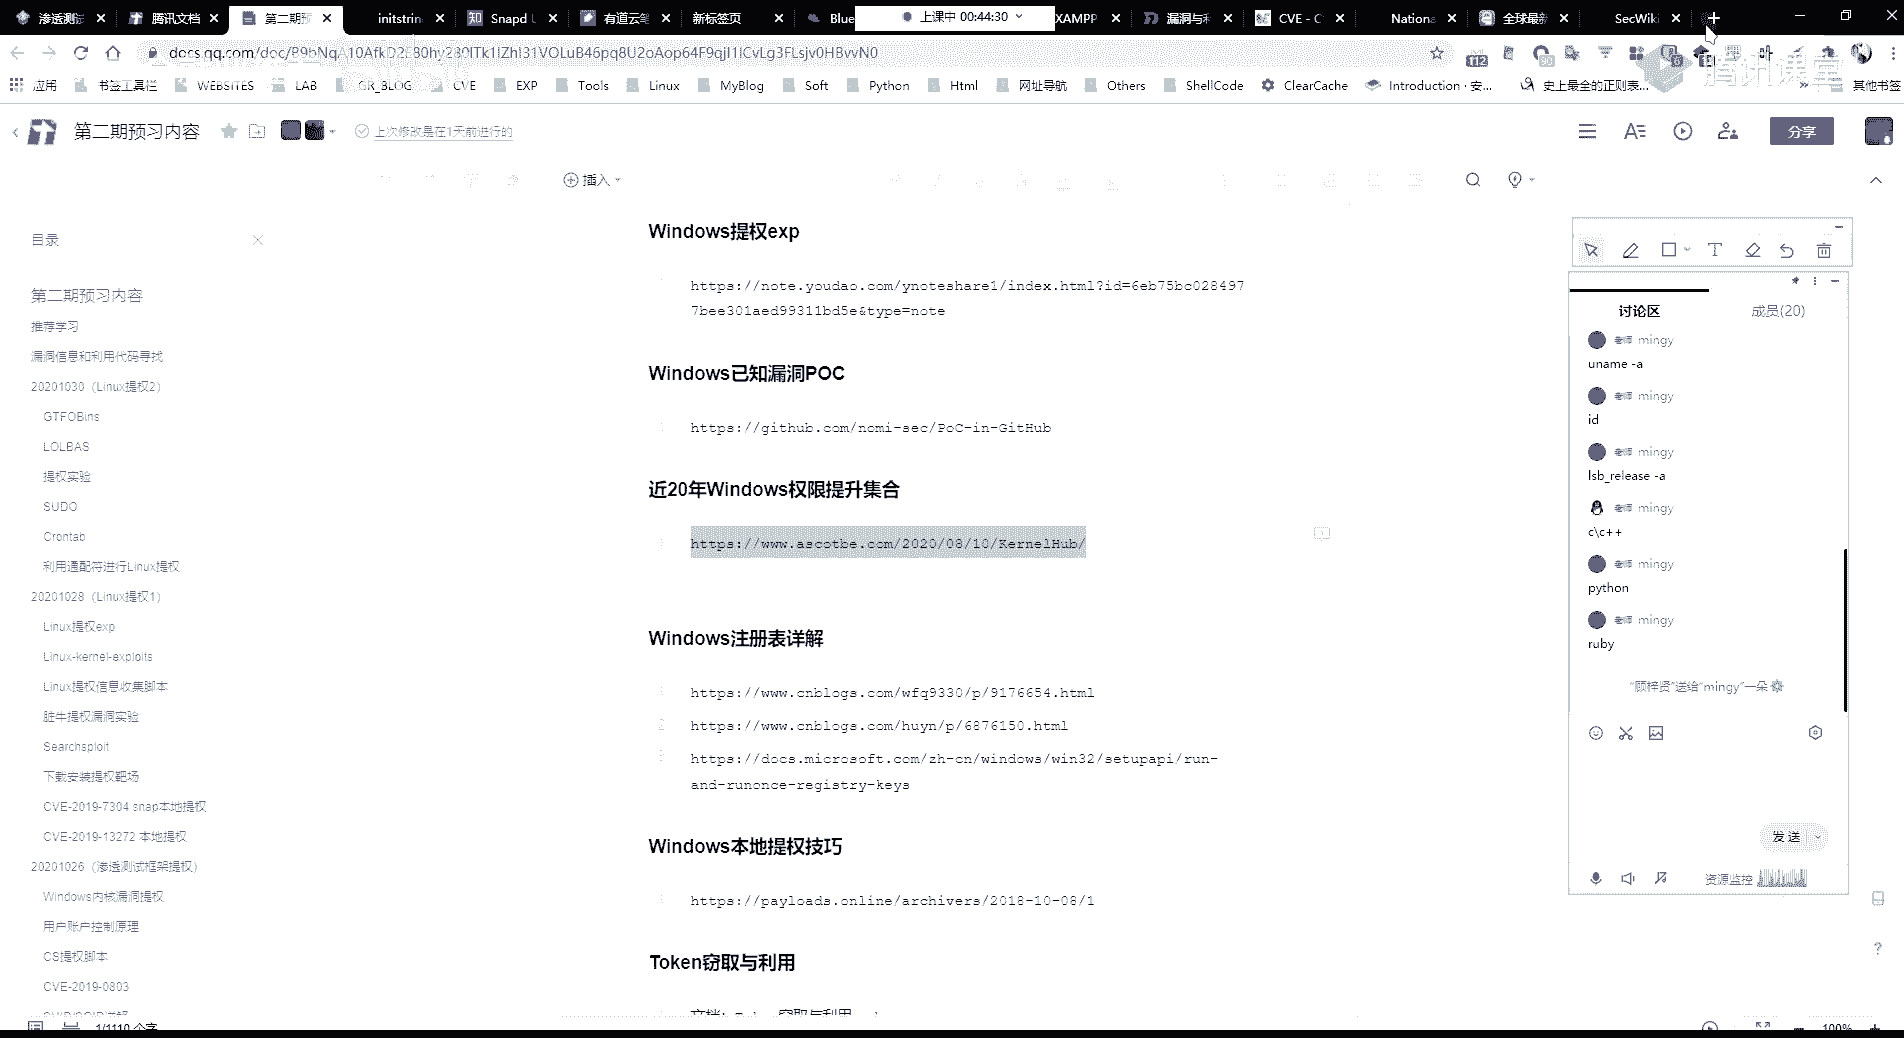 渗透测试
腾讯文档
第二期预
initstrin
Snapd L
有道云笔
新标签页
Blue
上课中 00:44:30
XAMPP
漏洞与利
CVE - C
Nationa
全球最新
SecWiki
应用
书签工具栏
WEBSITES
LAB
GR_BLOG
CVE
EXP
Tools
Linux
MyBlog
Soft
Python
Html
网址导航
Others
ShellCode
ClearCache
Introduction · 安...
史上最全的正则表...
其他书签
腾讯课堂
第二期预习内容
上次修改是在1天前进行的
分享
插入
目录
第二期预习内容
推荐学习
漏洞信息和利用代码寻找
20201030（Linux提权2）
GTFOBins
LOLBAS
提权实验
SUDO
Crontab
利用通配符进行Linux提权
20201028（Linux提权1）
Linux提权exp
Linux-kernel-exploits
Linux提权信息收集脚本
脏牛提权漏洞实验
Searchsploit
下载安装提权靶场
CVE-2019-7304 snap本地提权
CVE-2019-13272 本地提权
20201026（渗透测试框架提权）
Windows内核漏洞提权
用户账户控制原理
CS提权脚本
CVE-2019-0803
1/1110 个字
Windows提权exp
https://note.youdao.com/ynoteshare1/index.html?id=6eb75bc028497
7bee301aed99311bd5e&type=note
Windows已知漏洞POC
https://github.com/nomi-sec/PoC-in-GitHub
近20年Windows权限提升集合
https://www.ascotbe.com/2020/08/10/KernelHub/
Windows注册表详解
https://www.cnblogs.com/wfq9330/p/9176654.html
https://www.cnblogs.com/huyn/p/6876150.html
https://docs.microsoft.com/zh-cn/windows/win32/setupapi/run-
and-runonce-registry-keys
Windows本地提权技巧
https://payloads.online/archivers/2018-10-08/1
Token窃取与利用
讨论区
成员(20)
老师 mingy
uname -a
老师 mingy
id
老师 mingy
lsb_release -a
老师 mingy
c\c++
老师 mingy
python
老师 mingy
ruby
"顾梓贤"送给"mingy"一朵
发送
资源监控
100%